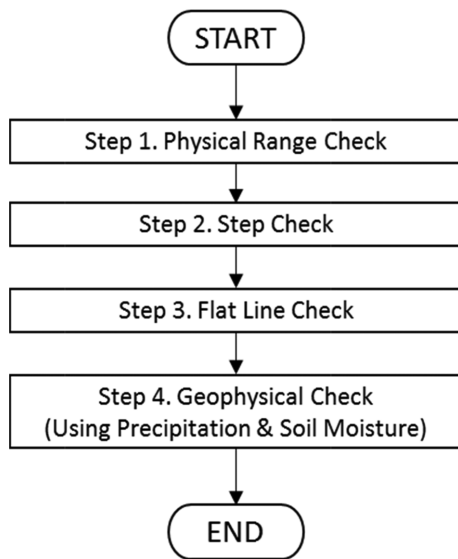 START
Step 1. Physical Range Check
Step 2. Step Check
Step 3. Flat Line Check
Step 4. Geophysical Check
(Using Precipitation & Soil Moisture)
END